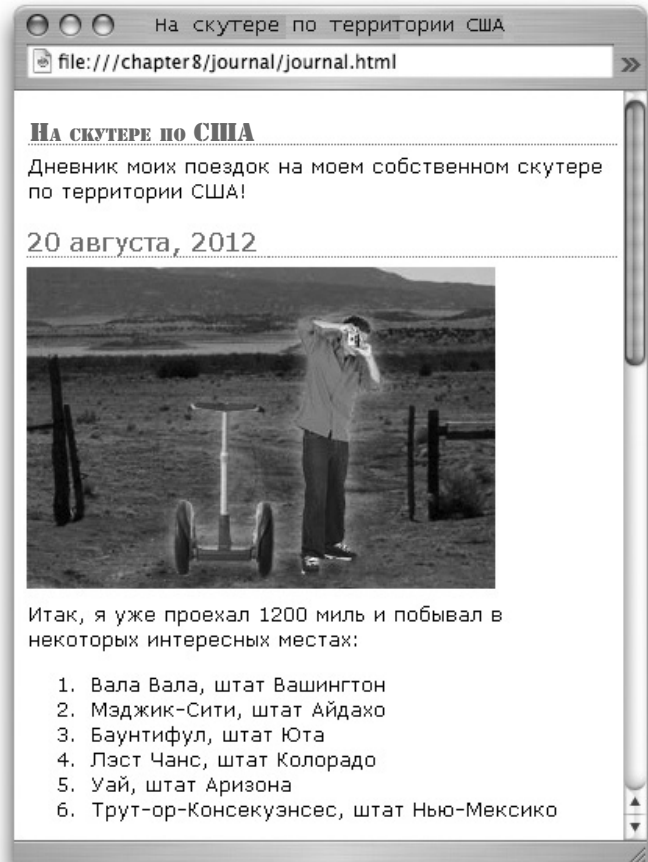 На скутере по территории США
file:///chapter8/journal/journal.html
На скутере по США
Дневник моих поездок на моем собственном скутере
по территории США!
20 августа, 2012
Итак, я уже проехал 1200 миль и побывал в
некоторых интересных местах:
1. Вала Вала, штат Вашингтон
2. Мэджик-Сити, штат Айдахо
3. Баунтифул, штат Юта
4. Лэст Чанс, штат Колорадо
5. Уай, штат Аризона
6. Трут-ор-Консекуэнсес, штат Нью-Мексико